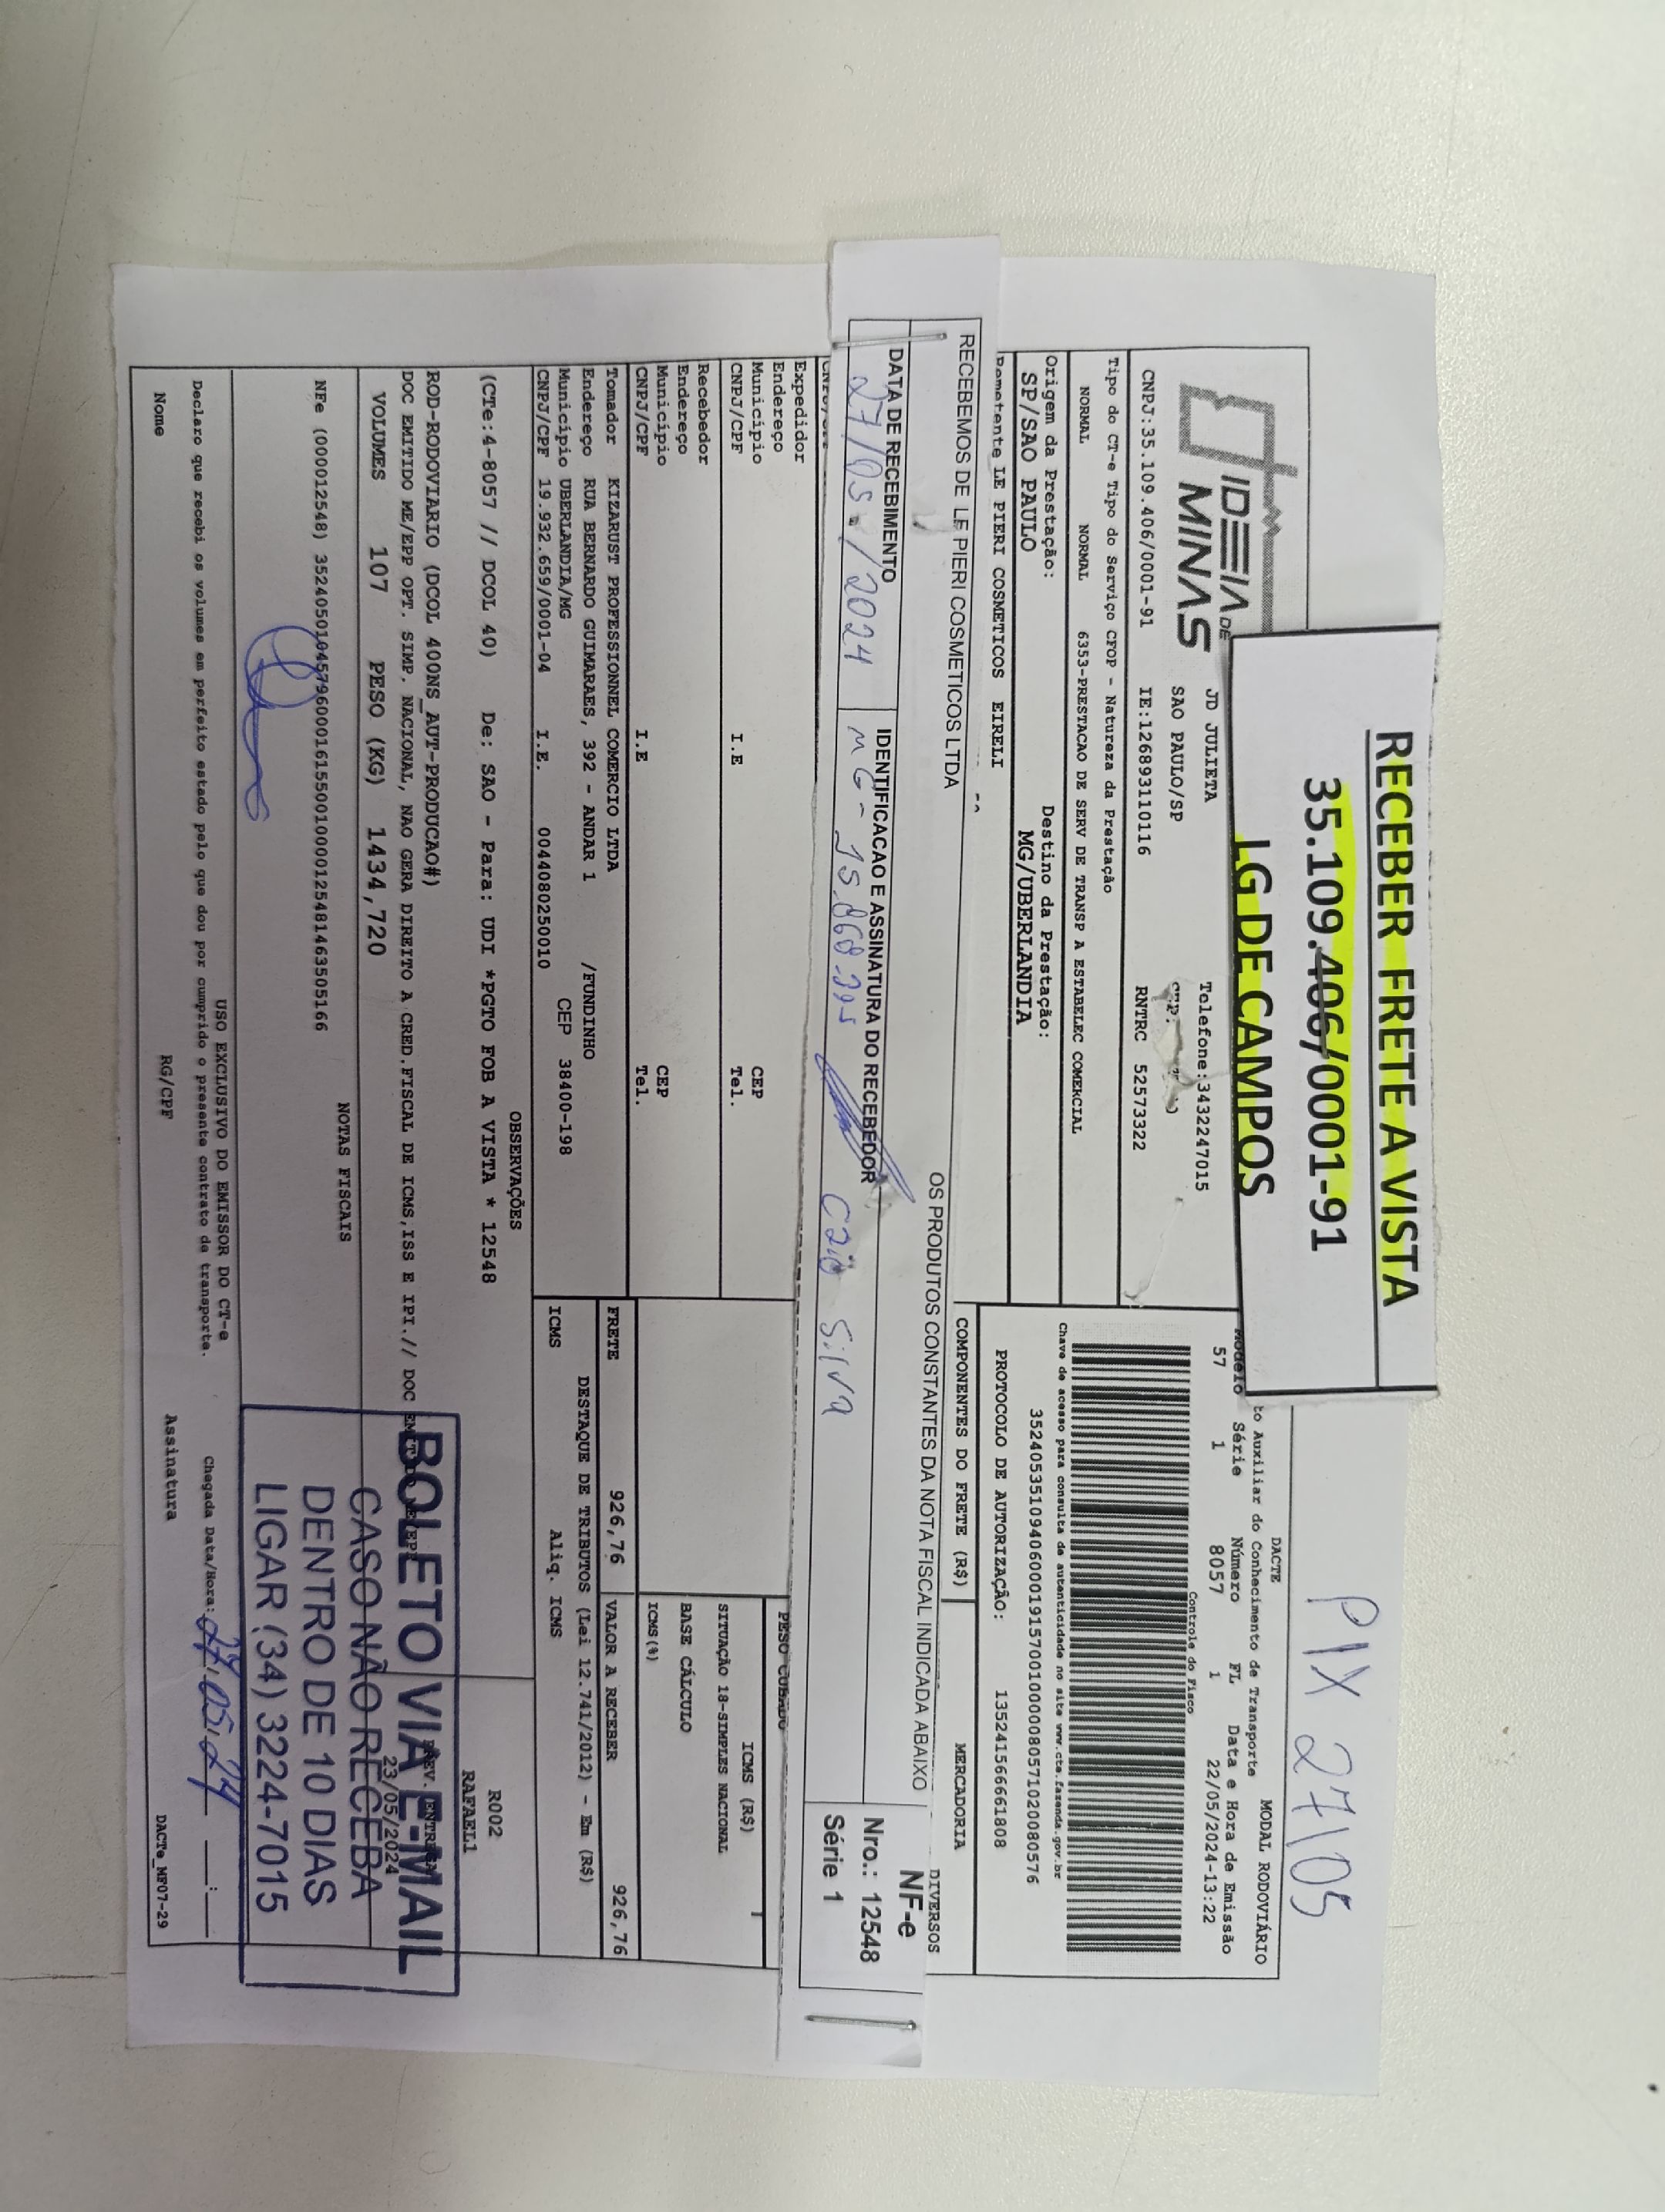 PIX 27/05
RECEBER FRETE A VISTA
35.109.406/0001-91
LG DE CAMPOS
IDEIA DE
MINAS
JD JULIETA
SAO PAULO/SP
Telefone:3432247015
CEP:
CNPJ:35.109.406/0001-91 IE:126893110116 RNTRC 52573322
DACTE
to Auxiliar do Conhecimento de Transporte
MODAL RODOVIÁRIO
Modelo Série Número FL Data e Hora de Emissão
57 1 8057 1 22/05/2024-13:22
Controle do Fisco
Tipo do CT-e Tipo do Serviço CFOP - Natureza da Prestação
NORMAL NORMAL 6353-PRESTACAO DE SERV DE TRANSP A ESTABELEC COMERCIAL
Chave de acesso para consulta de autenticidade no site www.cte.fazenda.gov.br
35240535109406000191570010000080571020080576
Origem da Prestação: Destino da Prestação:
SP/SAO PAULO MG/UBERLANDIA
PROTOCOLO DE AUTORIZAÇÃO: 135241566661808
Remetente LE PIERI COSMETICOS EIRELI
COMPONENTES DO FRETE (R$) MERCADORIA
DIVERSOS
RECEBEMOS DE LE PIERI COSMETICOS LTDA OS PRODUTOS CONSTANTES DA NOTA FISCAL INDICADA ABAIXO
NF-e
Nro.: 12548
Série 1
DATA DE RECEBIMENTO IDENTIFICACAO E ASSINATURA DO RECEBEDOR
27/05/2024 Caio Silva
Expedidor
Endereço
Município CEP
CNPJ/CPF I.E Tel.
PESO CUBADO
ICMS (R$)
SITUAÇÃO 18-SIMPLES NACIONAL
BASE CÁLCULO
ICMS(%)
Recebedor
Endereço
Município CEP
CNPJ/CPF I.E Tel.
Tomador KIZARUST PROFESSIONNEL COMERCIO LTDA
Endereço RUA BERNARDO GUIMARAES, 392 - ANDAR 1 /FUNDINHO
Município UBERLANDIA/MG CEP 38400-198
CNPJ/CPF 19.932.659/0001-04 I.E. 0044080250010
FRETE 926,76 VALOR A RECEBER 926,76
DESTAQUE DE TRIBUTOS (Lei 12.741/2012) - Em (R$)
ICMS Aliq. ICMS
OBSERVAÇÕES
(CTe:4-8057 // DCOL 40) De: SAO - Para: UDI *PGTO FOB A VISTA * 12548
R002
RAFAEL1
ROD-RODOVIARIO (DCOL 400NS_AUT-PRODUCAO#)
DOC EMITIDO ME/EPP OPT. SIMP. NACIONAL, NAO GERA DIREITO A CRED.FISCAL DE ICMS,ISS E IPI.// DOC EMITIDO ME/EPP
PREV. ENTREGA
23/05/2024
VOLUMES 107 PESO (KG) 1434,720
BOLETO VIA E-MAIL
CASO NÃO RECEBA
DENTRO DE 10 DIAS
LIGAR (34) 3224-7015
NOTAS FISCAIS
NFe (000012548) 35240501045796000161550010000125481463505166
USO EXCLUSIVO DO EMISSOR DO CT-e
Declaro que recebi os volumes em perfeito estado pelo que dou por cumprido o presente contrato de transporte.
Chegada Data/Hora: 27/05/24 __:__
Nome RG/CPF Assinatura DACTe_MF07-29